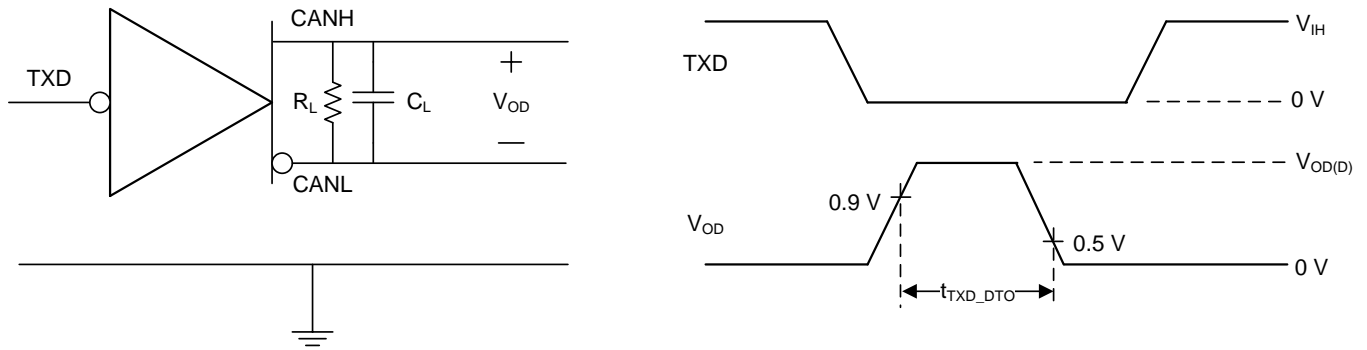 CANH
TXD
R_L
C_L
+
V_OD
—
CANL
V_IH
TXD
0 V
V_OD(D)
0.9 V
V_OD
0.5 V
0 V
t_TXD_DTO